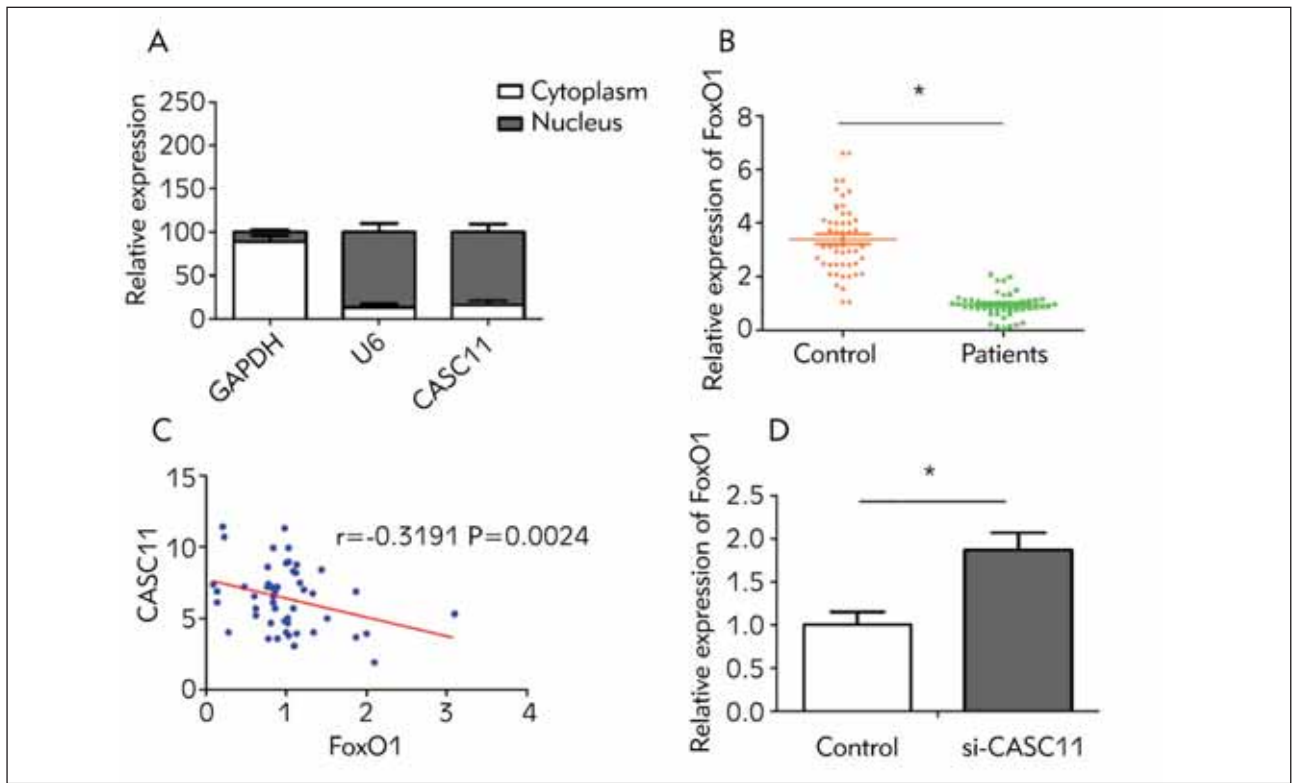 A
Cytoplasm
Nucleus
Relative expression
250
200
150
100
50
0
GAPDH
U6
CASC11
B
*
Relative expression of FoxO1
8
6
4
2
0
Control
Patients
C
CASC11
15
10
5
0
r=-0.3191 P=0.0024
0
1
2
3
4
FoxO1
D
*
Relative expression of FoxO1
2.5
2.0
1.5
1.0
0.5
0.0
Control
si-CASC11